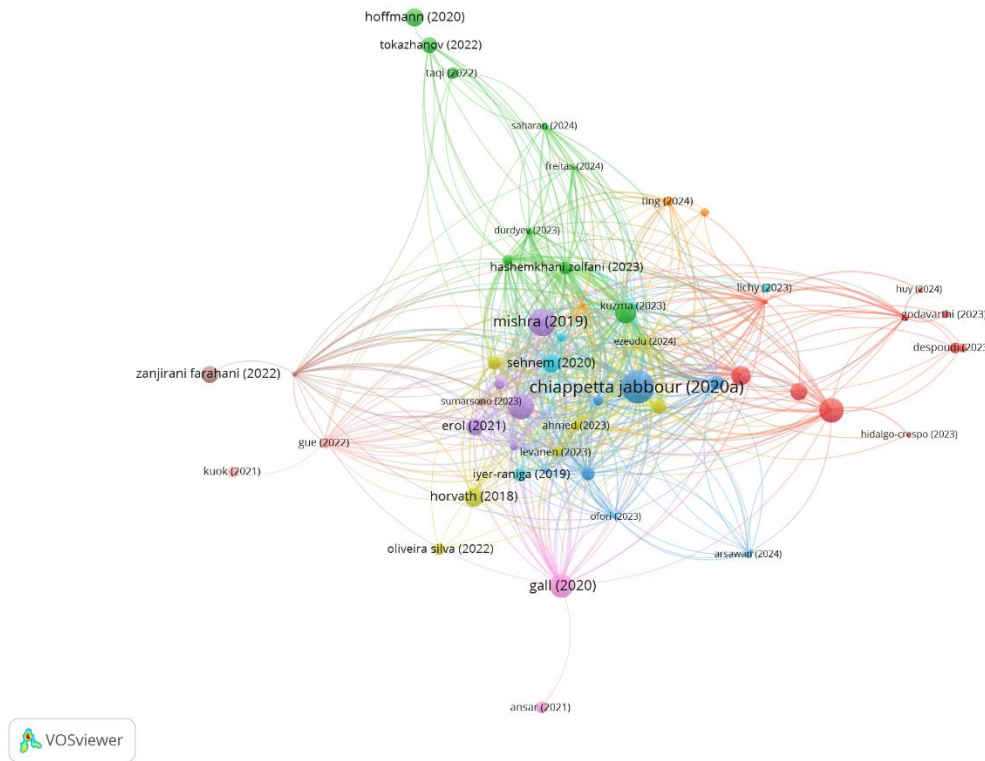 hoffmann (2020)
tokazhanov (2022)
taqi (2022)
saharan (2024)
freitas (2024)
ting (2024)
durdyev (2023)
hashemkhani zolfani (2023)
lichy (2023)
huy (2024)
kuzma (2023)
godavarthi (2023)
mishra (2019)
ezeudu (2024)
despoudi (2023
sehnem (2020)
zanjirani farahani (2022)
chiappetta jabbour (2020a)
sumarsono (2023)
erol (2021)
ahmed (2023)
hidalgo-crespo (2023)
gue (2022)
levänen (2023)
kuok (2021)
iyer-raniga (2019)
horvath (2018)
ofori (2023)
oliveira silva (2022)
arsawan (2024)
gall (2020)
ansar (2021)
VOSviewer